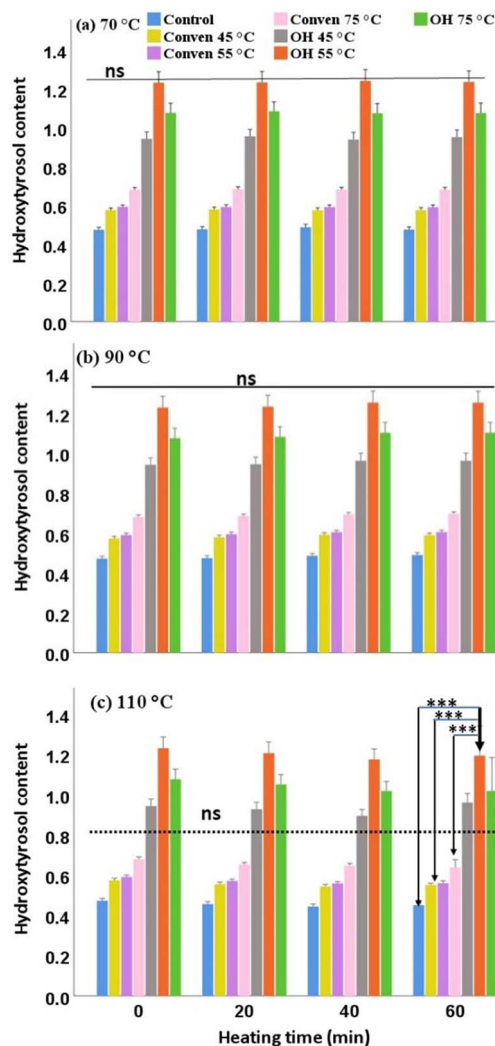 (a) 70 °C
Control
Conven 75 °C
OH 75 °C
Conven 45 °C
OH 45 °C
Conven 55 °C
OH 55 °C
ns
Hydroxytyrosol content
1.4
1.2
1.0
0.8
0.6
0.4
0.2
0.0
(b) 90 °C
ns
Hydroxytyrosol content
1.4
1.2
1.0
0.8
0.6
0.4
0.2
0.0
(c) 110 °C
***
***
***
ns
Hydroxytyrosol content
1.4
1.2
1.0
0.8
0.6
0.4
0.2
0.0
0 20 40 60
Heating time (min)